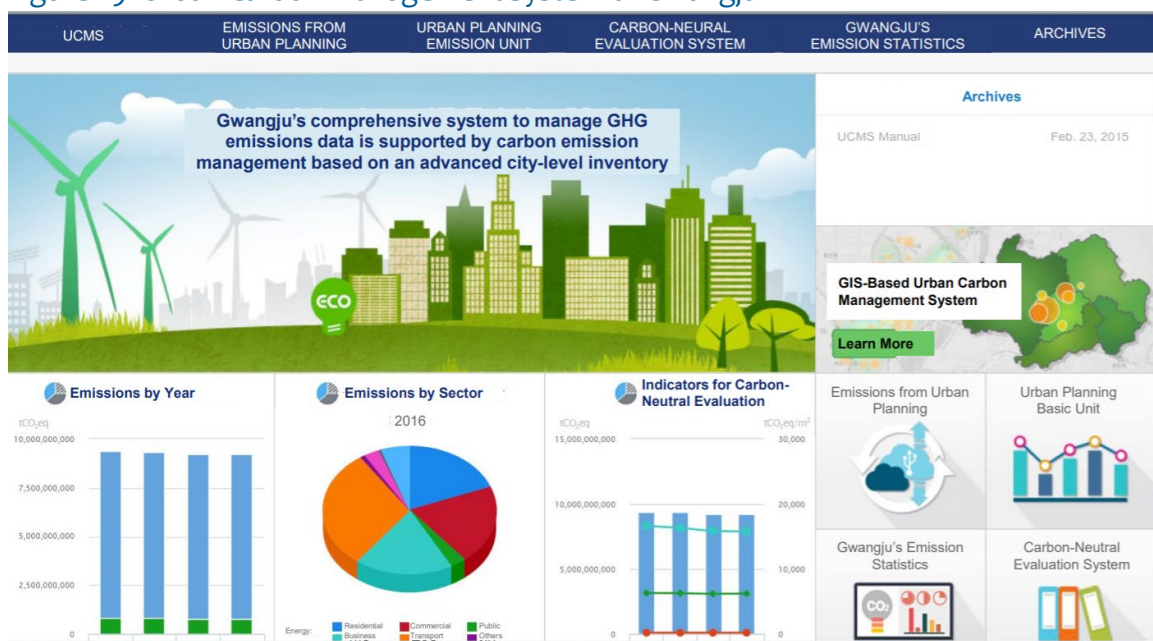 UCMS
EMISSIONS FROM
URBAN PLANNING
URBAN PLANNING
EMISSION UNIT
CARBON-NEURAL
EVALUATION SYSTEM
GWANGJU'S
EMISSION STATISTICS
ARCHIVES
Gwangju's comprehensive system to manage GHG
emissions data is supported by carbon emission
management based on an advanced city-level inventory
ECO
Archives
UCMS Manual Feb. 23, 2015
GIS-Based Urban Carbon
Management System
Learn More
Emissions by Year
tCO₂eq
10,000,000,000
7,500,000,000
5,000,000,000
2,500,000,000
0
Emissions by Sector
2016
Energy:
Residential Commercial Public
Business Transport Others
Indicators for Carbon-
Neutral Evaluation
tCO₂eq tCO₂eq/m²
15,000,000,000 30,000
10,000,000,000 20,000
5,000,000,000 10,000
0 0
Emissions from Urban
Planning
Urban Planning
Basic Unit
Gwangju's Emission
Statistics
CO₂
Carbon-Neutral
Evaluation System